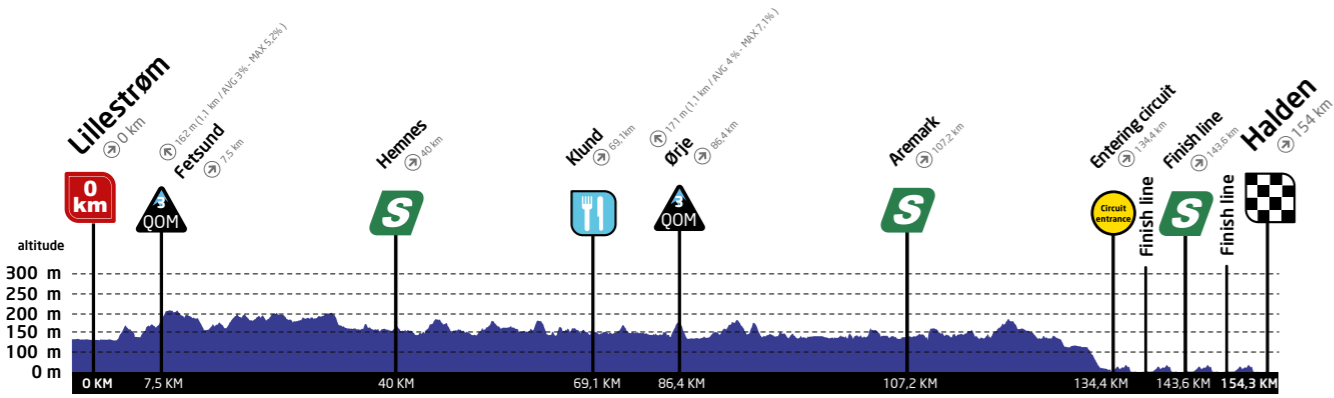 Lillestrøm
0 km
0 km
162 m (1,1 km / AVG 3% - MAX 5,2% )
Fetsund
7,5 km
3
QOM
Hemnes
40 km
S
Klund
69,1km
171 m (1,1 km / AVG 4 % - MAX 7,1% )
Ørje
86,4 km
3
QOM
Aremark
107,2 km
S
Entering circuit
134,4 km
Circuit
entrance
Finish line
Finish line
143,6 km
S
Finish line
Halden
154 km
altitude
300 m
250 m
200 m
150 m
100 m
0 m
0 KM
7,5 KM
40 KM
69,1 KM
86,4 KM
107,2 KM
134,4 KM
143,6 KM
154,3 KM